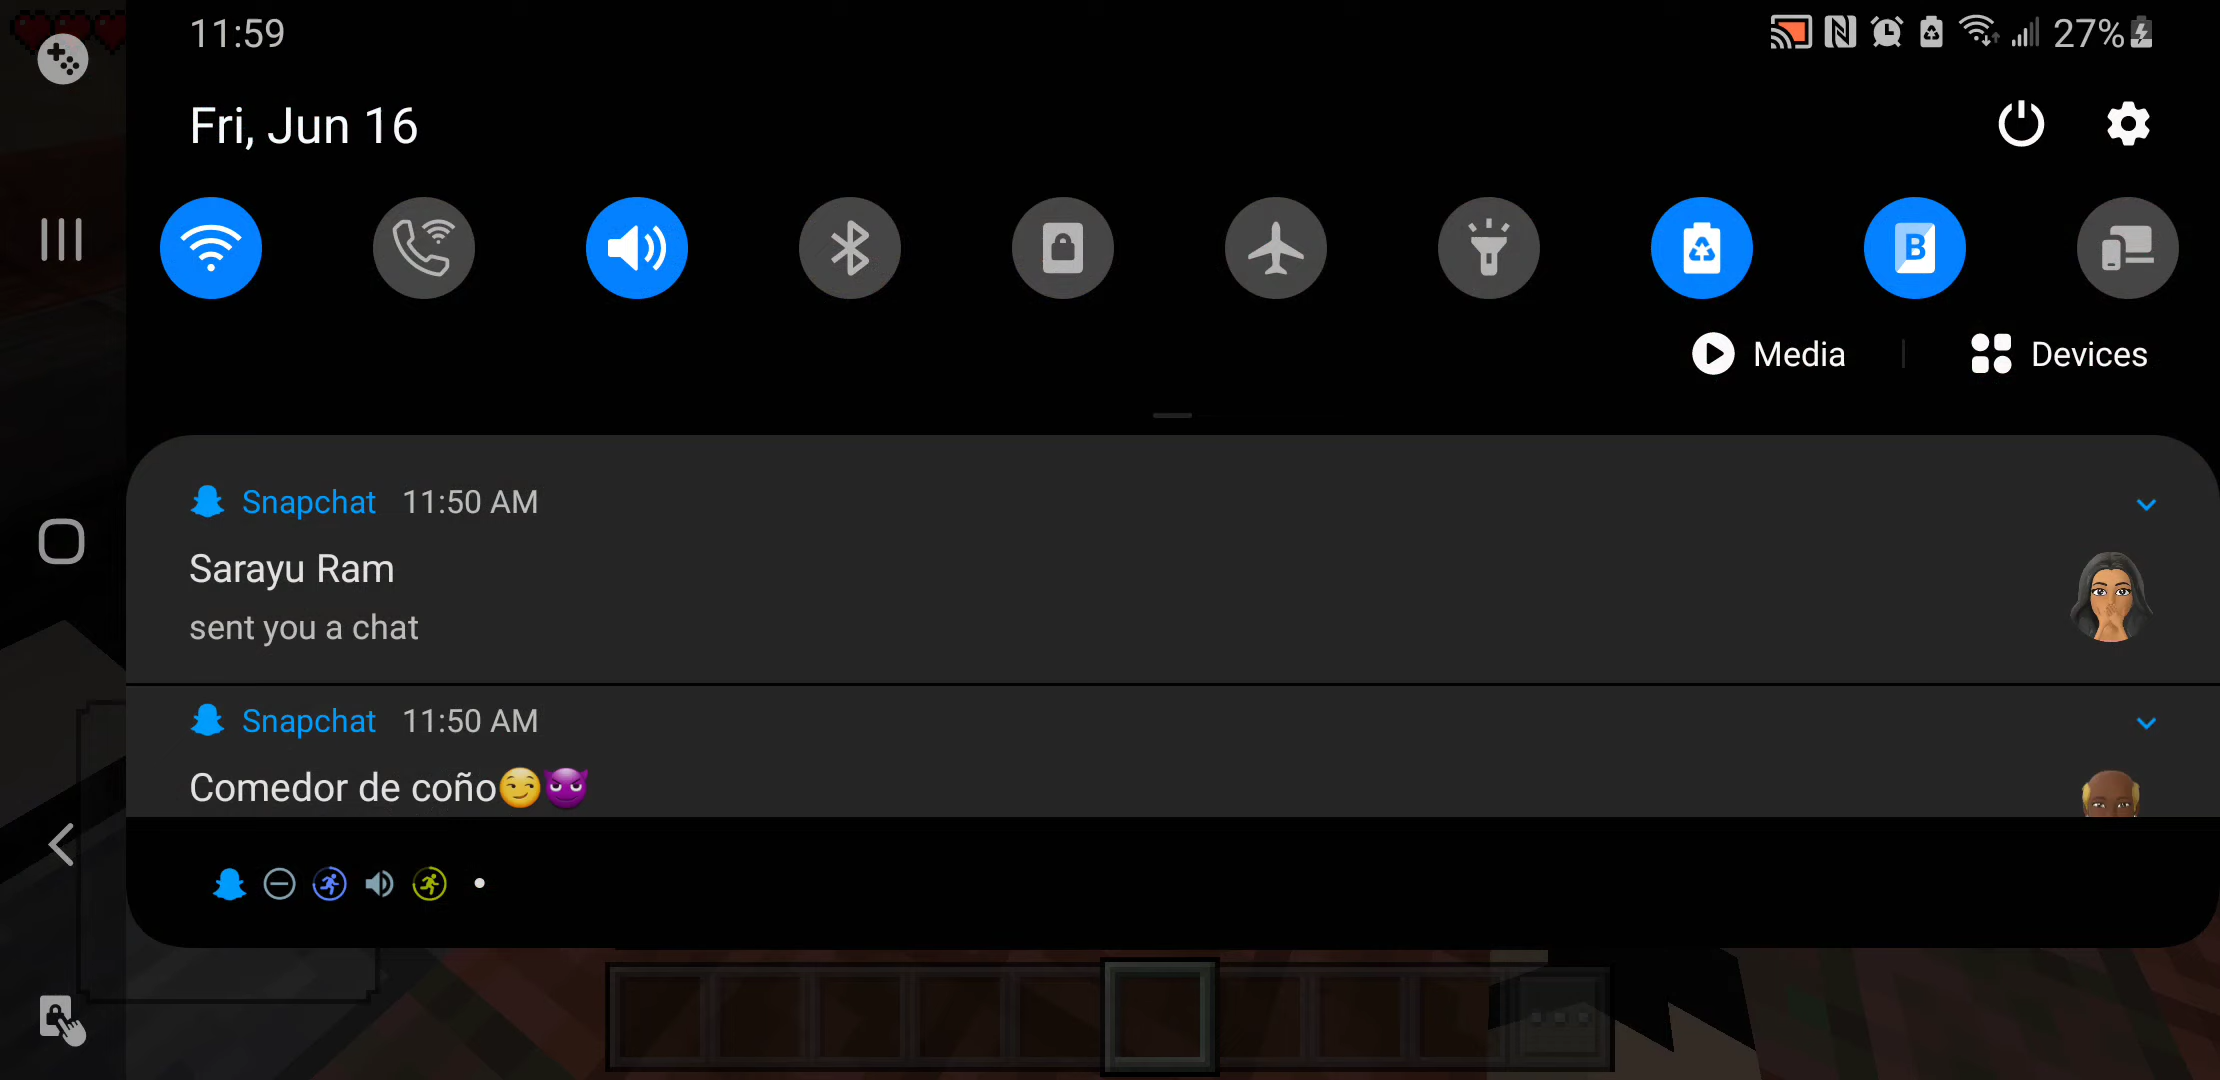 11:59
27%
Fri, Jun 16
B
Media
Devices
Snapchat 11:50 AM
Sarayu Ram
sent you a chat
Snapchat 11:50 AM
Comedor de coño😏😈